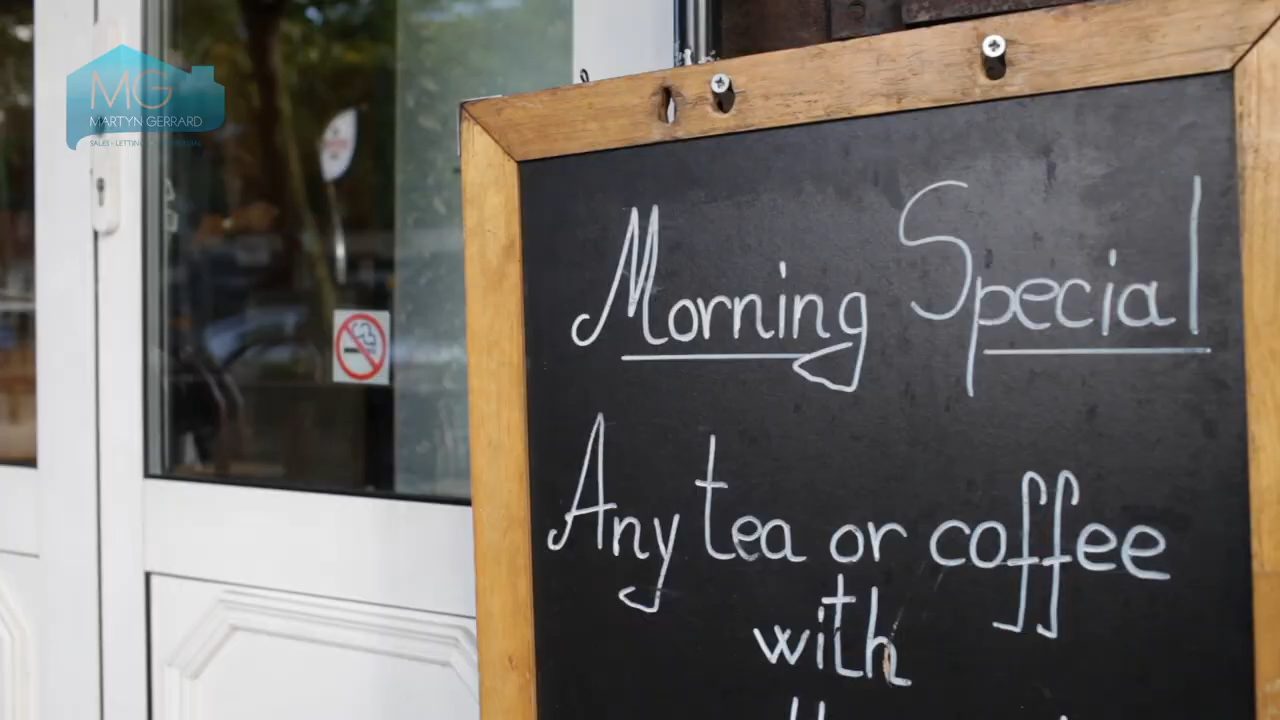 MG
MARTYN GERRARD
Morning Special
Any tea or coffee
with